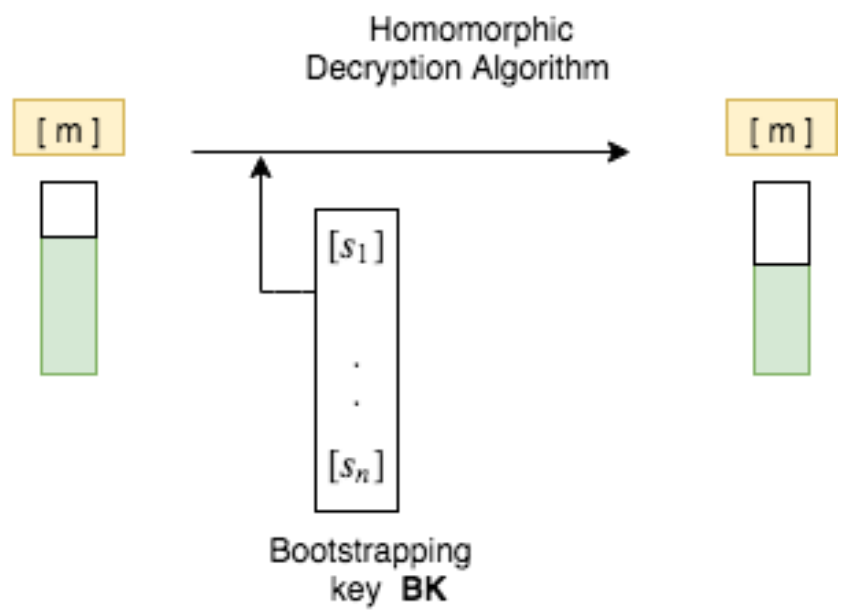 Homomorphic
Decryption Algorithm
[ m ]
[ m ]
[s₁]
.
.
[sₙ]
Bootstrapping
key BK